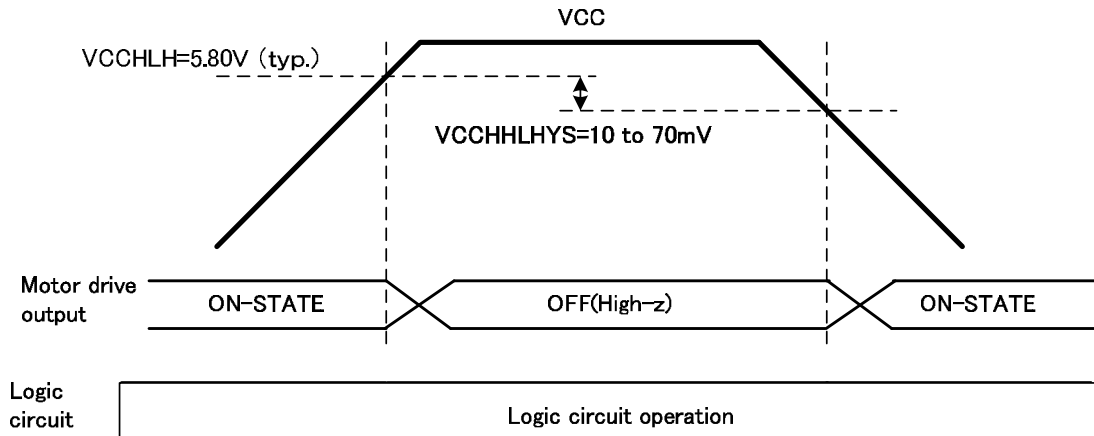 VCC
VCCHLH=5.80V (typ.)
VCCHHLHYS=10 to 70mV
Motor drive
output
ON-STATE
OFF(High-z)
ON-STATE
Logic
circuit
Logic circuit operation